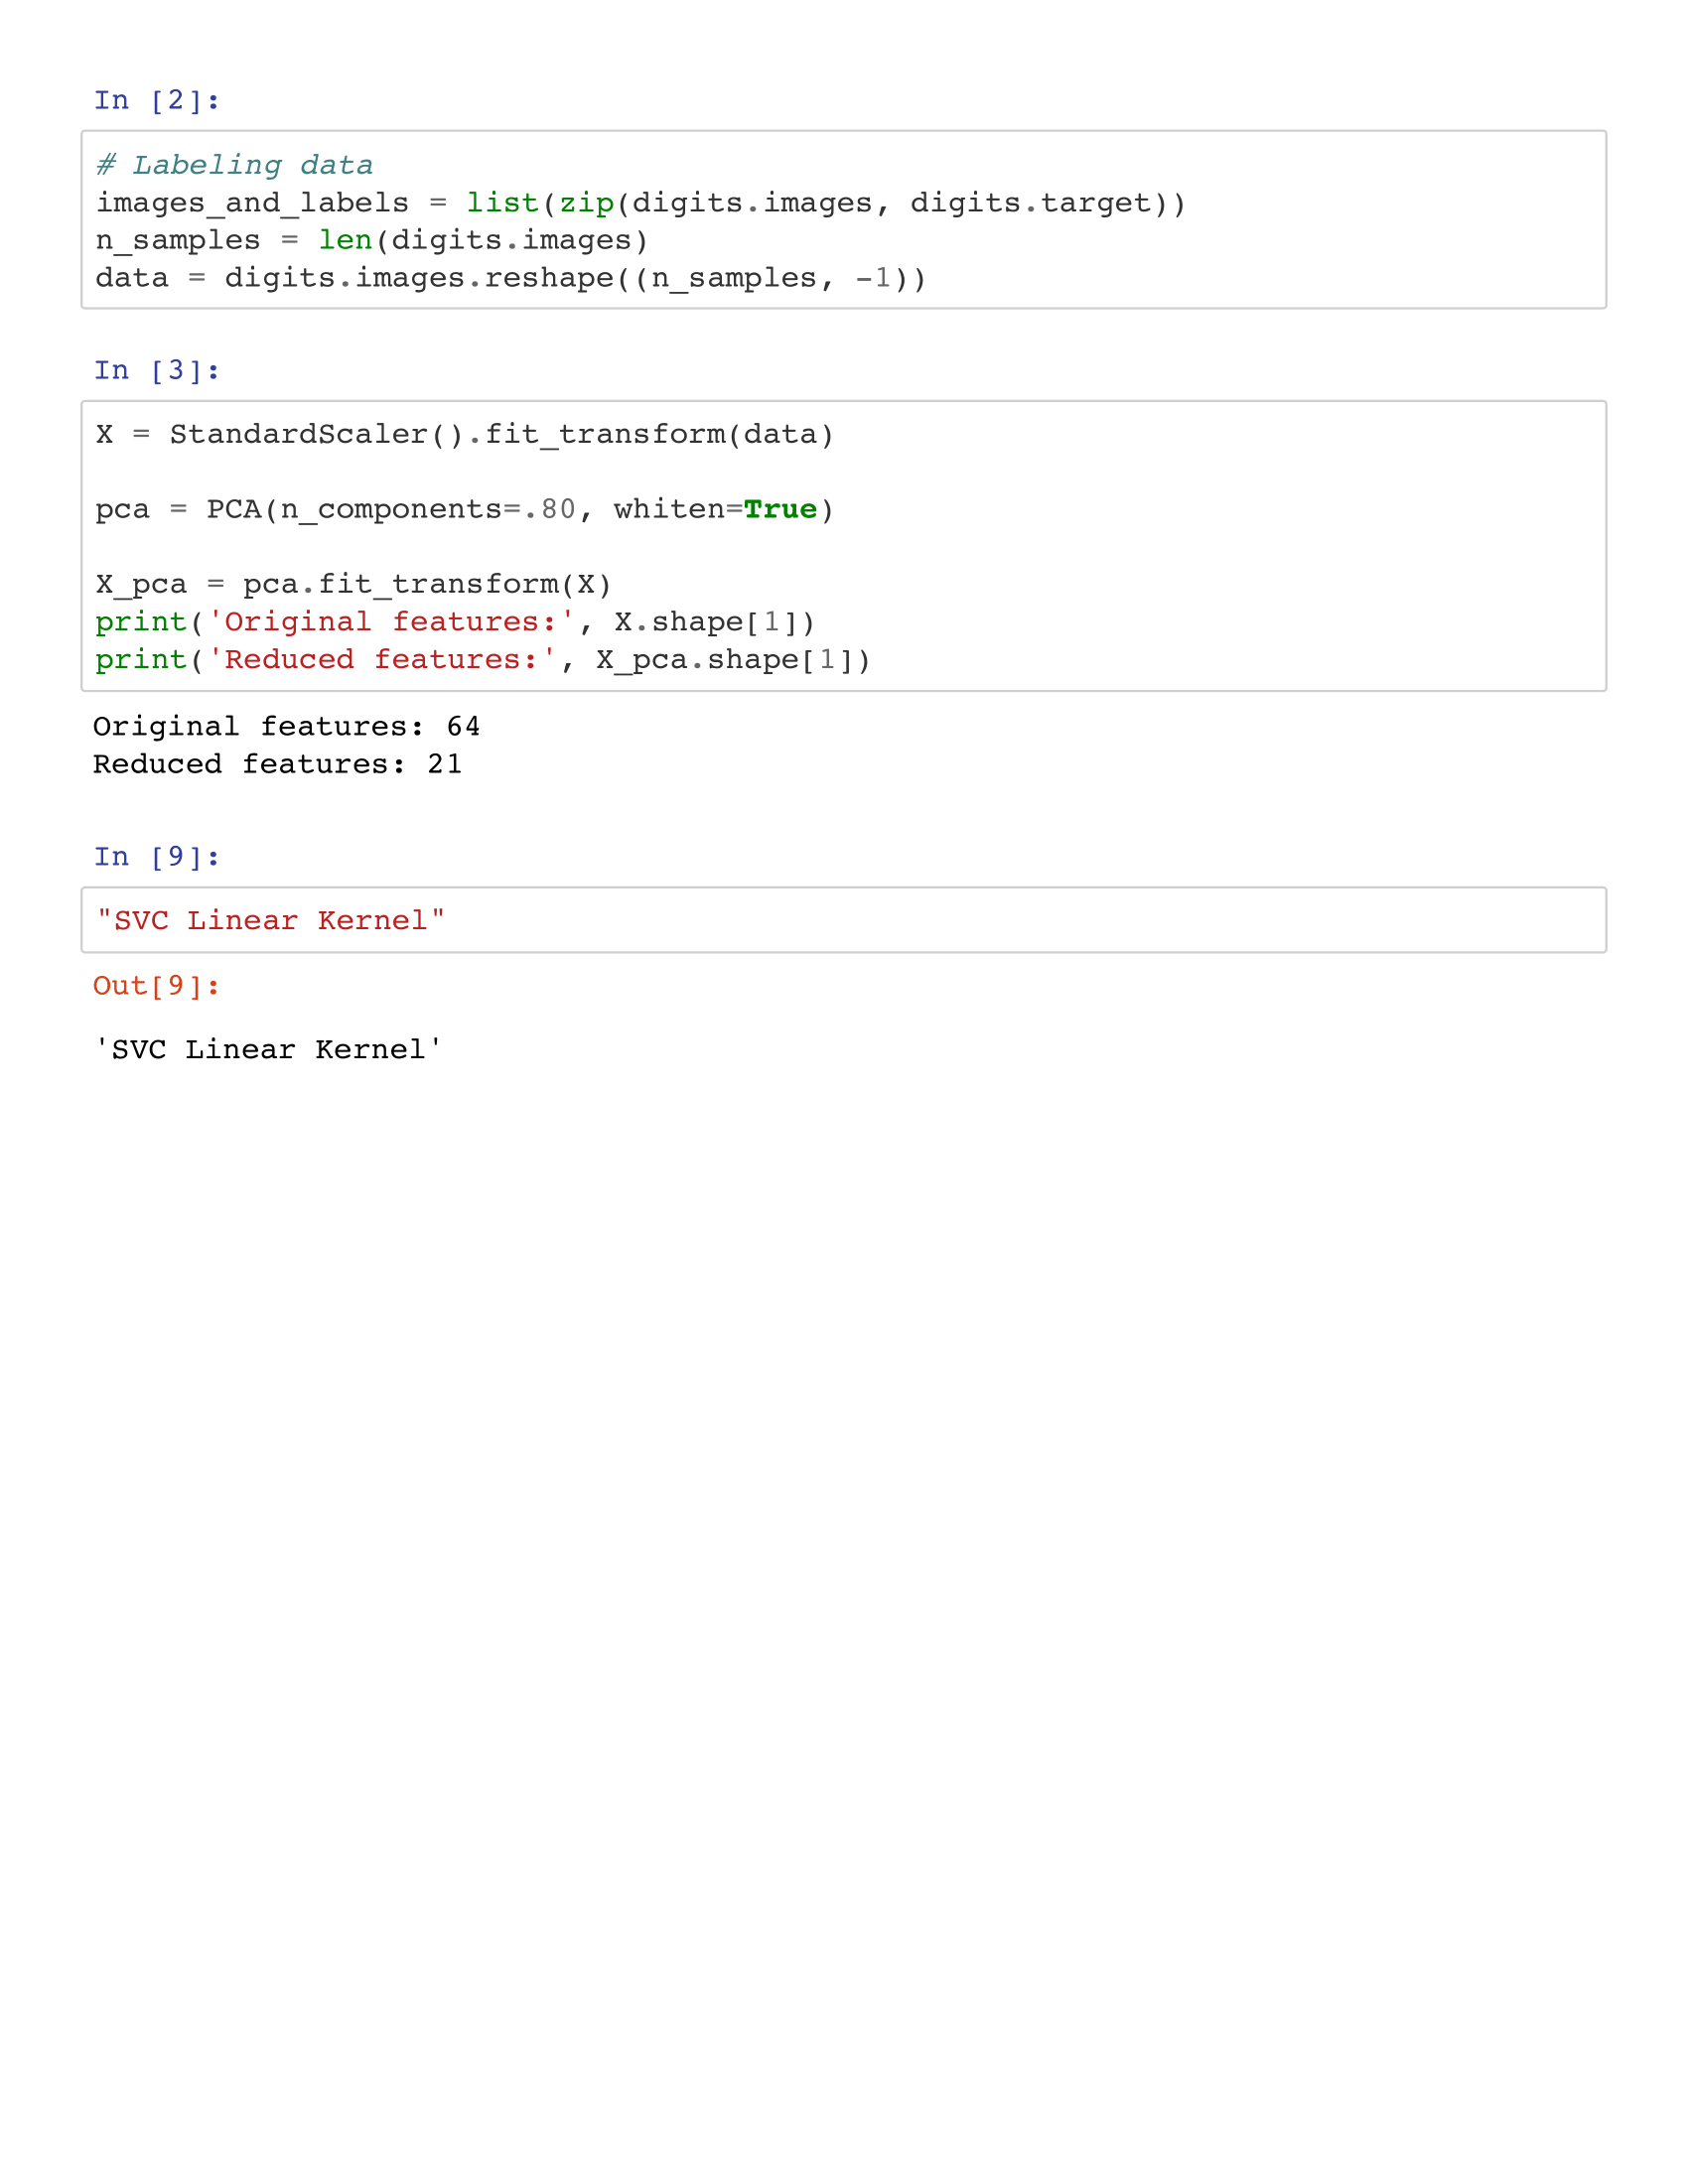 In [2]:
# Labeling data
images_and_labels = list(zip(digits.images, digits.target))
n_samples = len(digits.images)
data = digits.images.reshape((n_samples, -1))
In [3]:
X = StandardScaler().fit_transform(data)
pca = PCA(n_components=.80, whiten=True)
X_pca = pca.fit_transform(X)
print('Original features:', X.shape[1])
print('Reduced features:', X_pca.shape[1])
Original features: 64
Reduced features: 21
In [9]:
"SVC Linear Kernel"
Out[9]:
'SVC Linear Kernel'